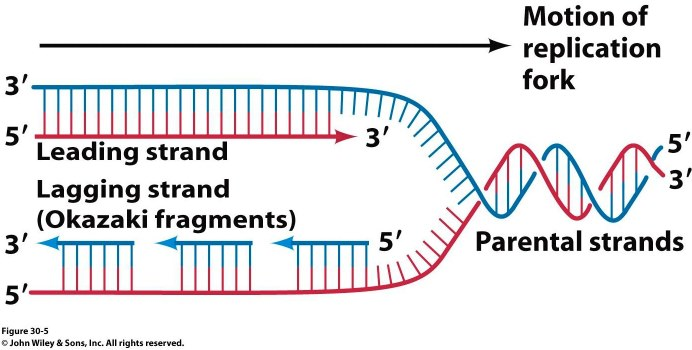 Motion of
replication
fork
3′
5′
3′
Leading strand
Lagging strand
(Okazaki fragments)
3′
5′
5′
5′
3′
Parental strands
Figure 30-5
© John Wiley & Sons, Inc. All rights reserved.